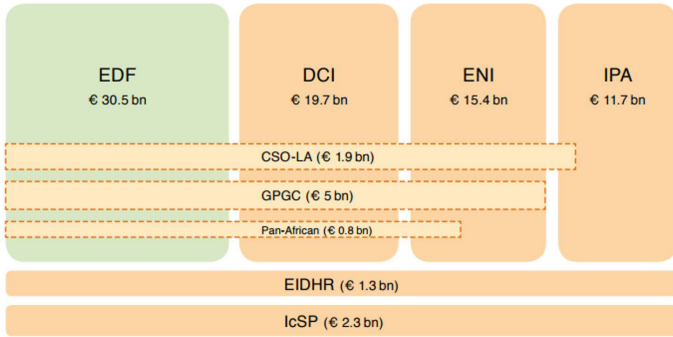 EDF DCI ENI IPA
€ 30.5 bn € 19.7 bn € 15.4 bn € 11.7 bn
CSO-LA (€ 1.9 bn)
GPGC (€ 5 bn)
Pan-African (€ 0.8 bn)
EIDHR (€ 1.3 bn)
IcSP (€ 2.3 bn)